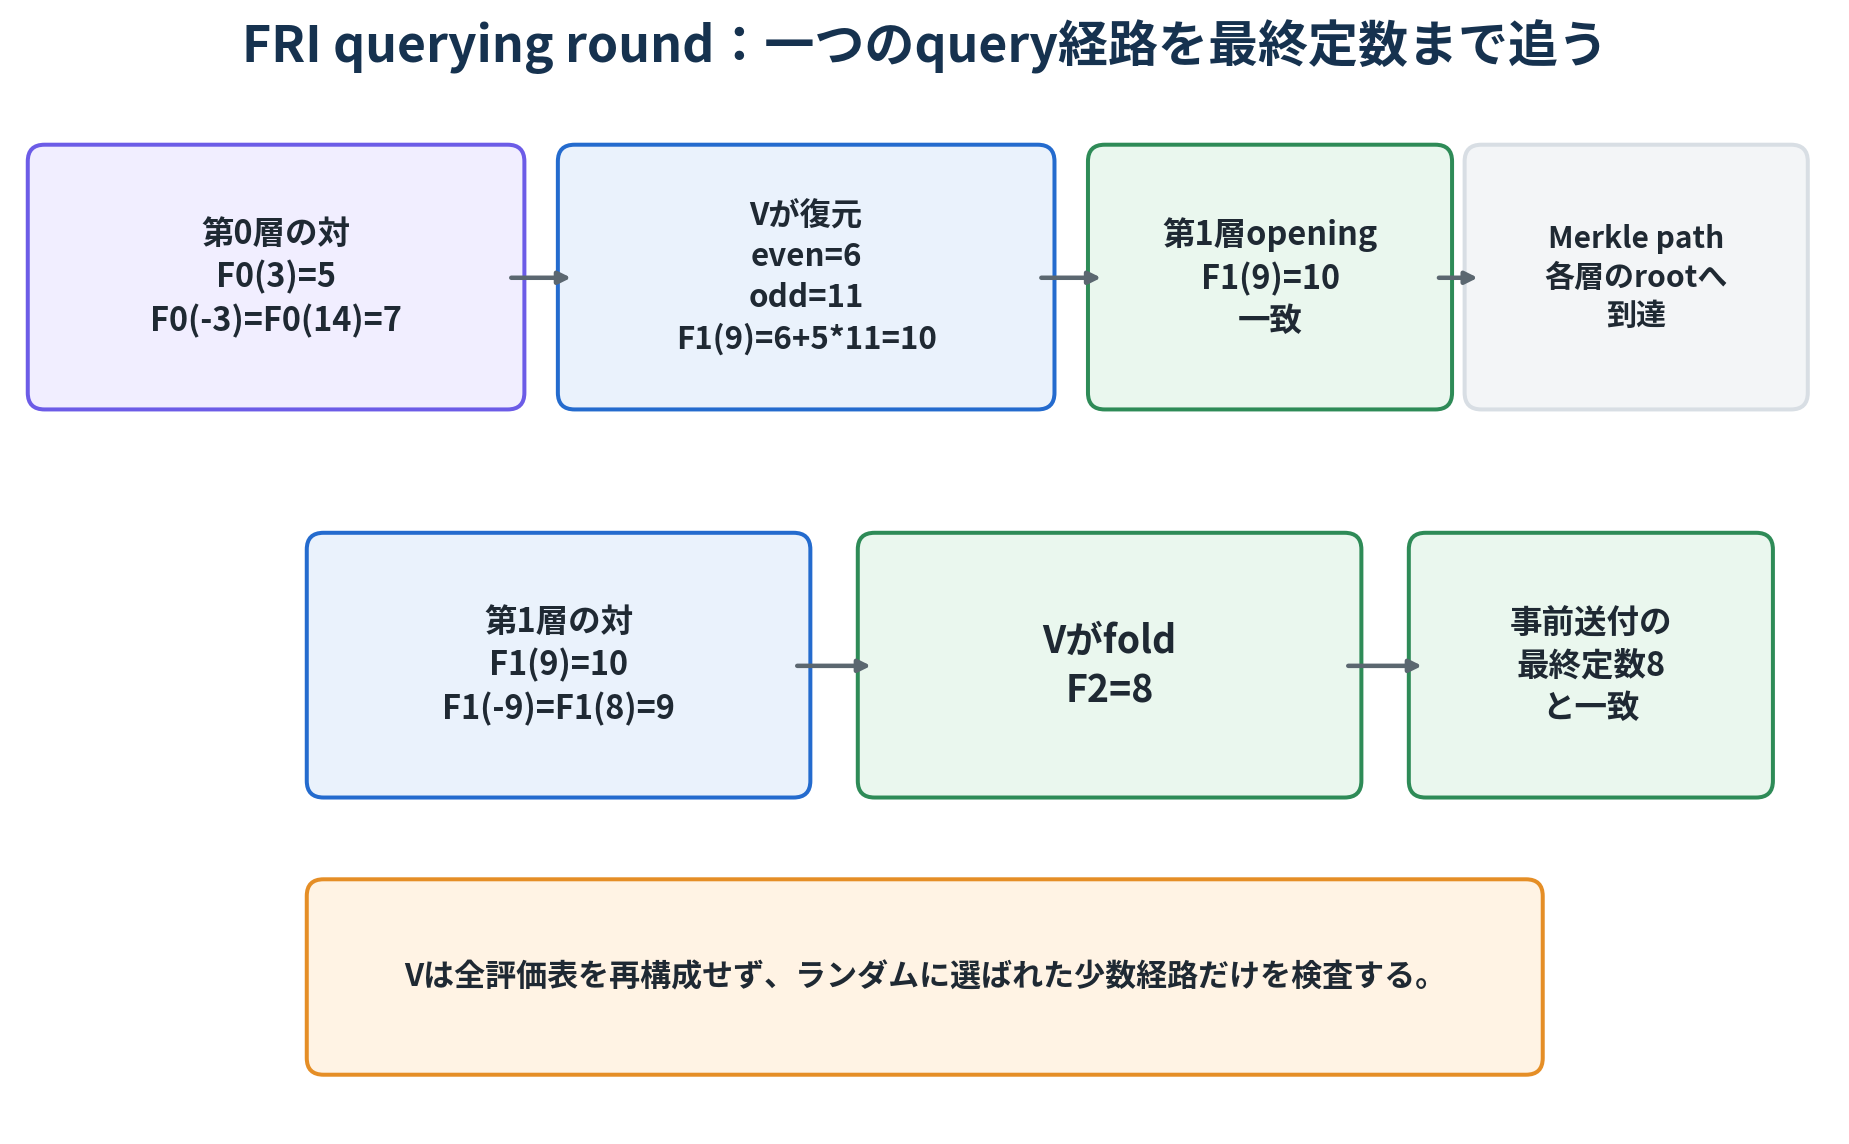 FRI querying round：一つのquery経路を最終定数まで追う
第0層の対
F0(3)=5
F0(-3)=F0(14)=7
Vが復元
even=6
odd=11
F1(9)=6+5*11=10
第1層opening
F1(9)=10
一致
Merkle path
各層のrootへ
到達
第1層の対
F1(9)=10
F1(-9)=F1(8)=9
Vがfold
F2=8
事前送付の
最終定数8
と一致
Vは全評価表を再構成せず、ランダムに選ばれた少数経路だけを検査する。